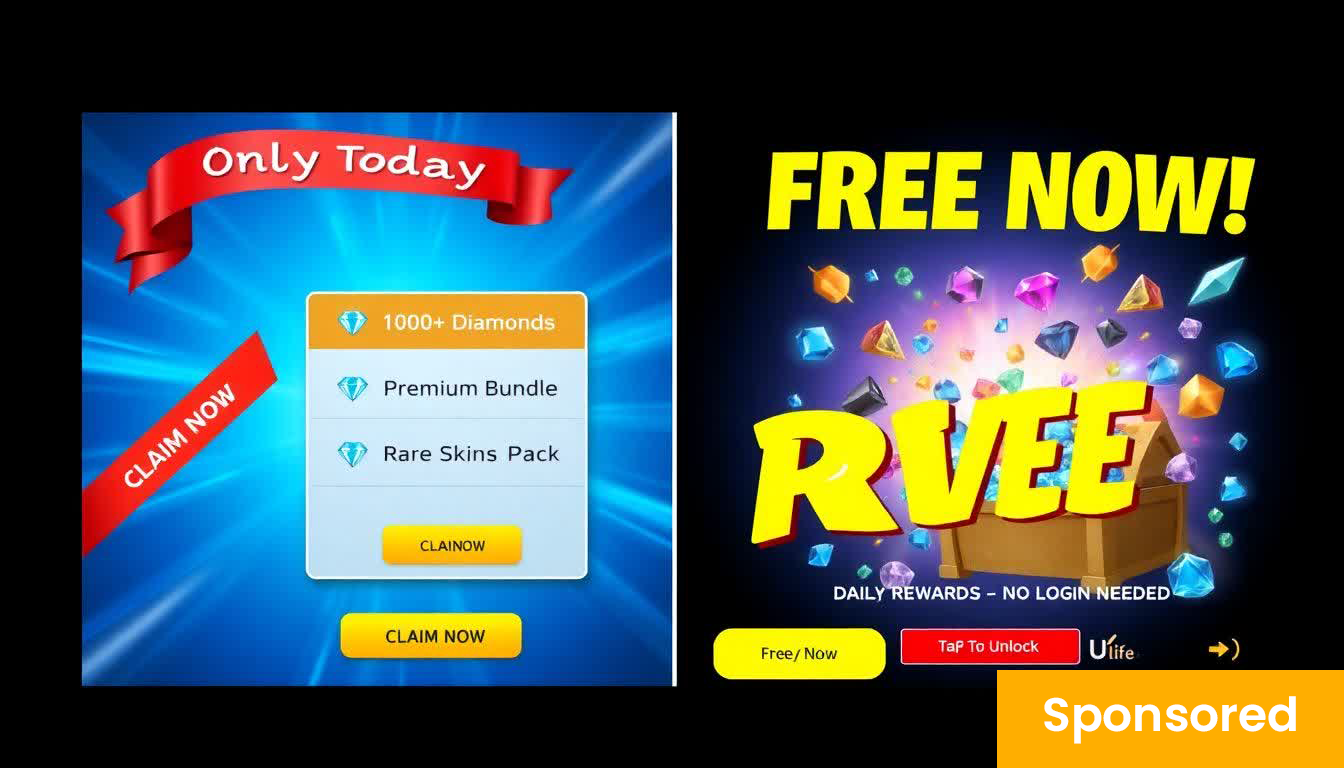 Only Today
1000+ Diamonds
Premium Bundle
Rare Skins Pack
CLAIM NOW
CLAINOW
CLAIM NOW
FREE NOW!
RVEE
DAILY REWARDS – NO LOGIN NEEDED
Free/ Now
TaP To Unlock
Ulife
Sponsored